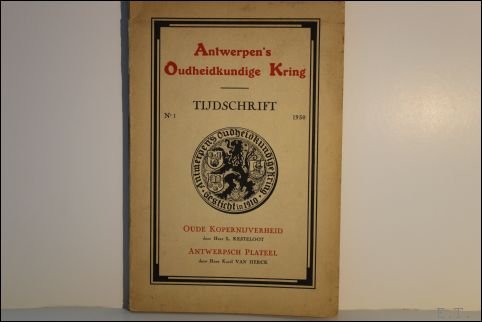 Antwerpen's
Oudheidkundige Kring
TIJDSCHRIFT
Nº 1 1930
Antwerpen's Oudheidkundige Kring
Gesticht in 1910
Oude Kopernijverheid
door Heer L. KESTELOOT
Antwerpsch Plateel
door Heer Karel VAN HERCK
E.T.